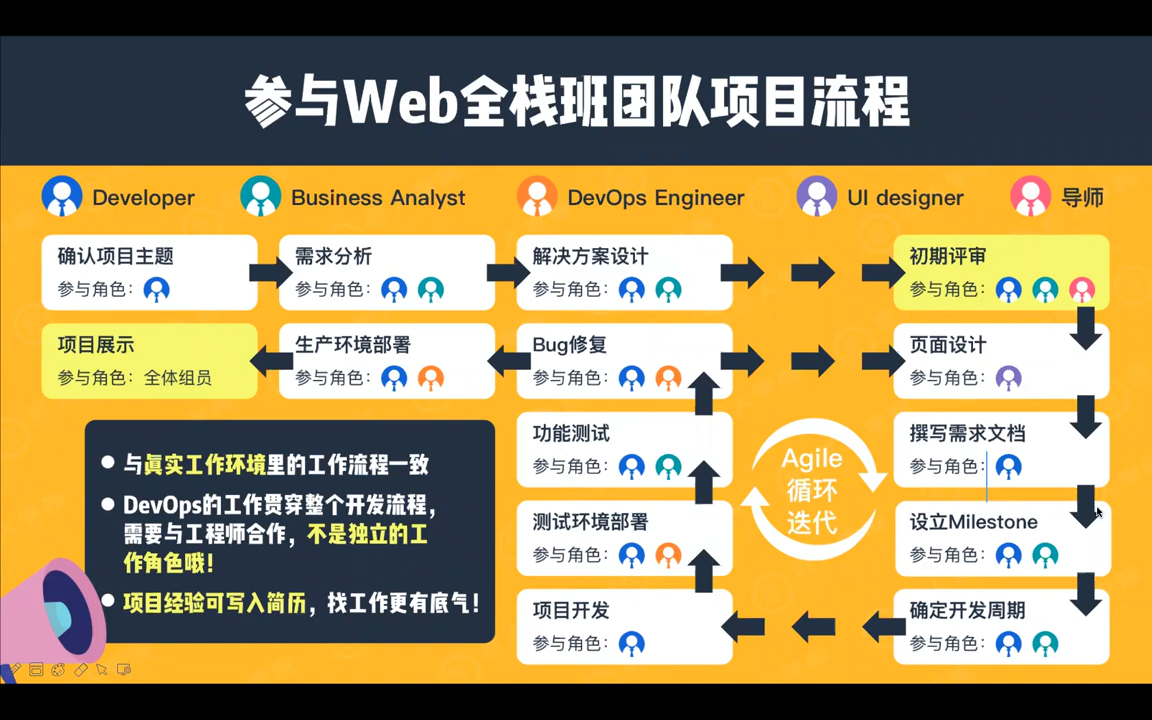 参与Web全栈班团队项目流程
Developer
Business Analyst
DevOps Engineer
UI designer
导师
确认项目主题
参与角色：
需求分析
参与角色：
解决方案设计
参与角色：
初期评审
参与角色：
项目展示
参与角色：全体组员
生产环境部署
参与角色：
Bug修复
参与角色：
页面设计
参与角色：
功能测试
参与角色：
撰写需求文档
参与角色：
测试环境部署
参与角色：
设立Milestone
参与角色：
项目开发
参与角色：
确定开发周期
参与角色：
Agile
循环
迭代
与真实工作环境里的工作流程一致
DevOps的工作贯穿整个开发流程，
需要与工程师合作，不是独立的工
作角色哦！
项目经验可写入简历，找工作更有底气！